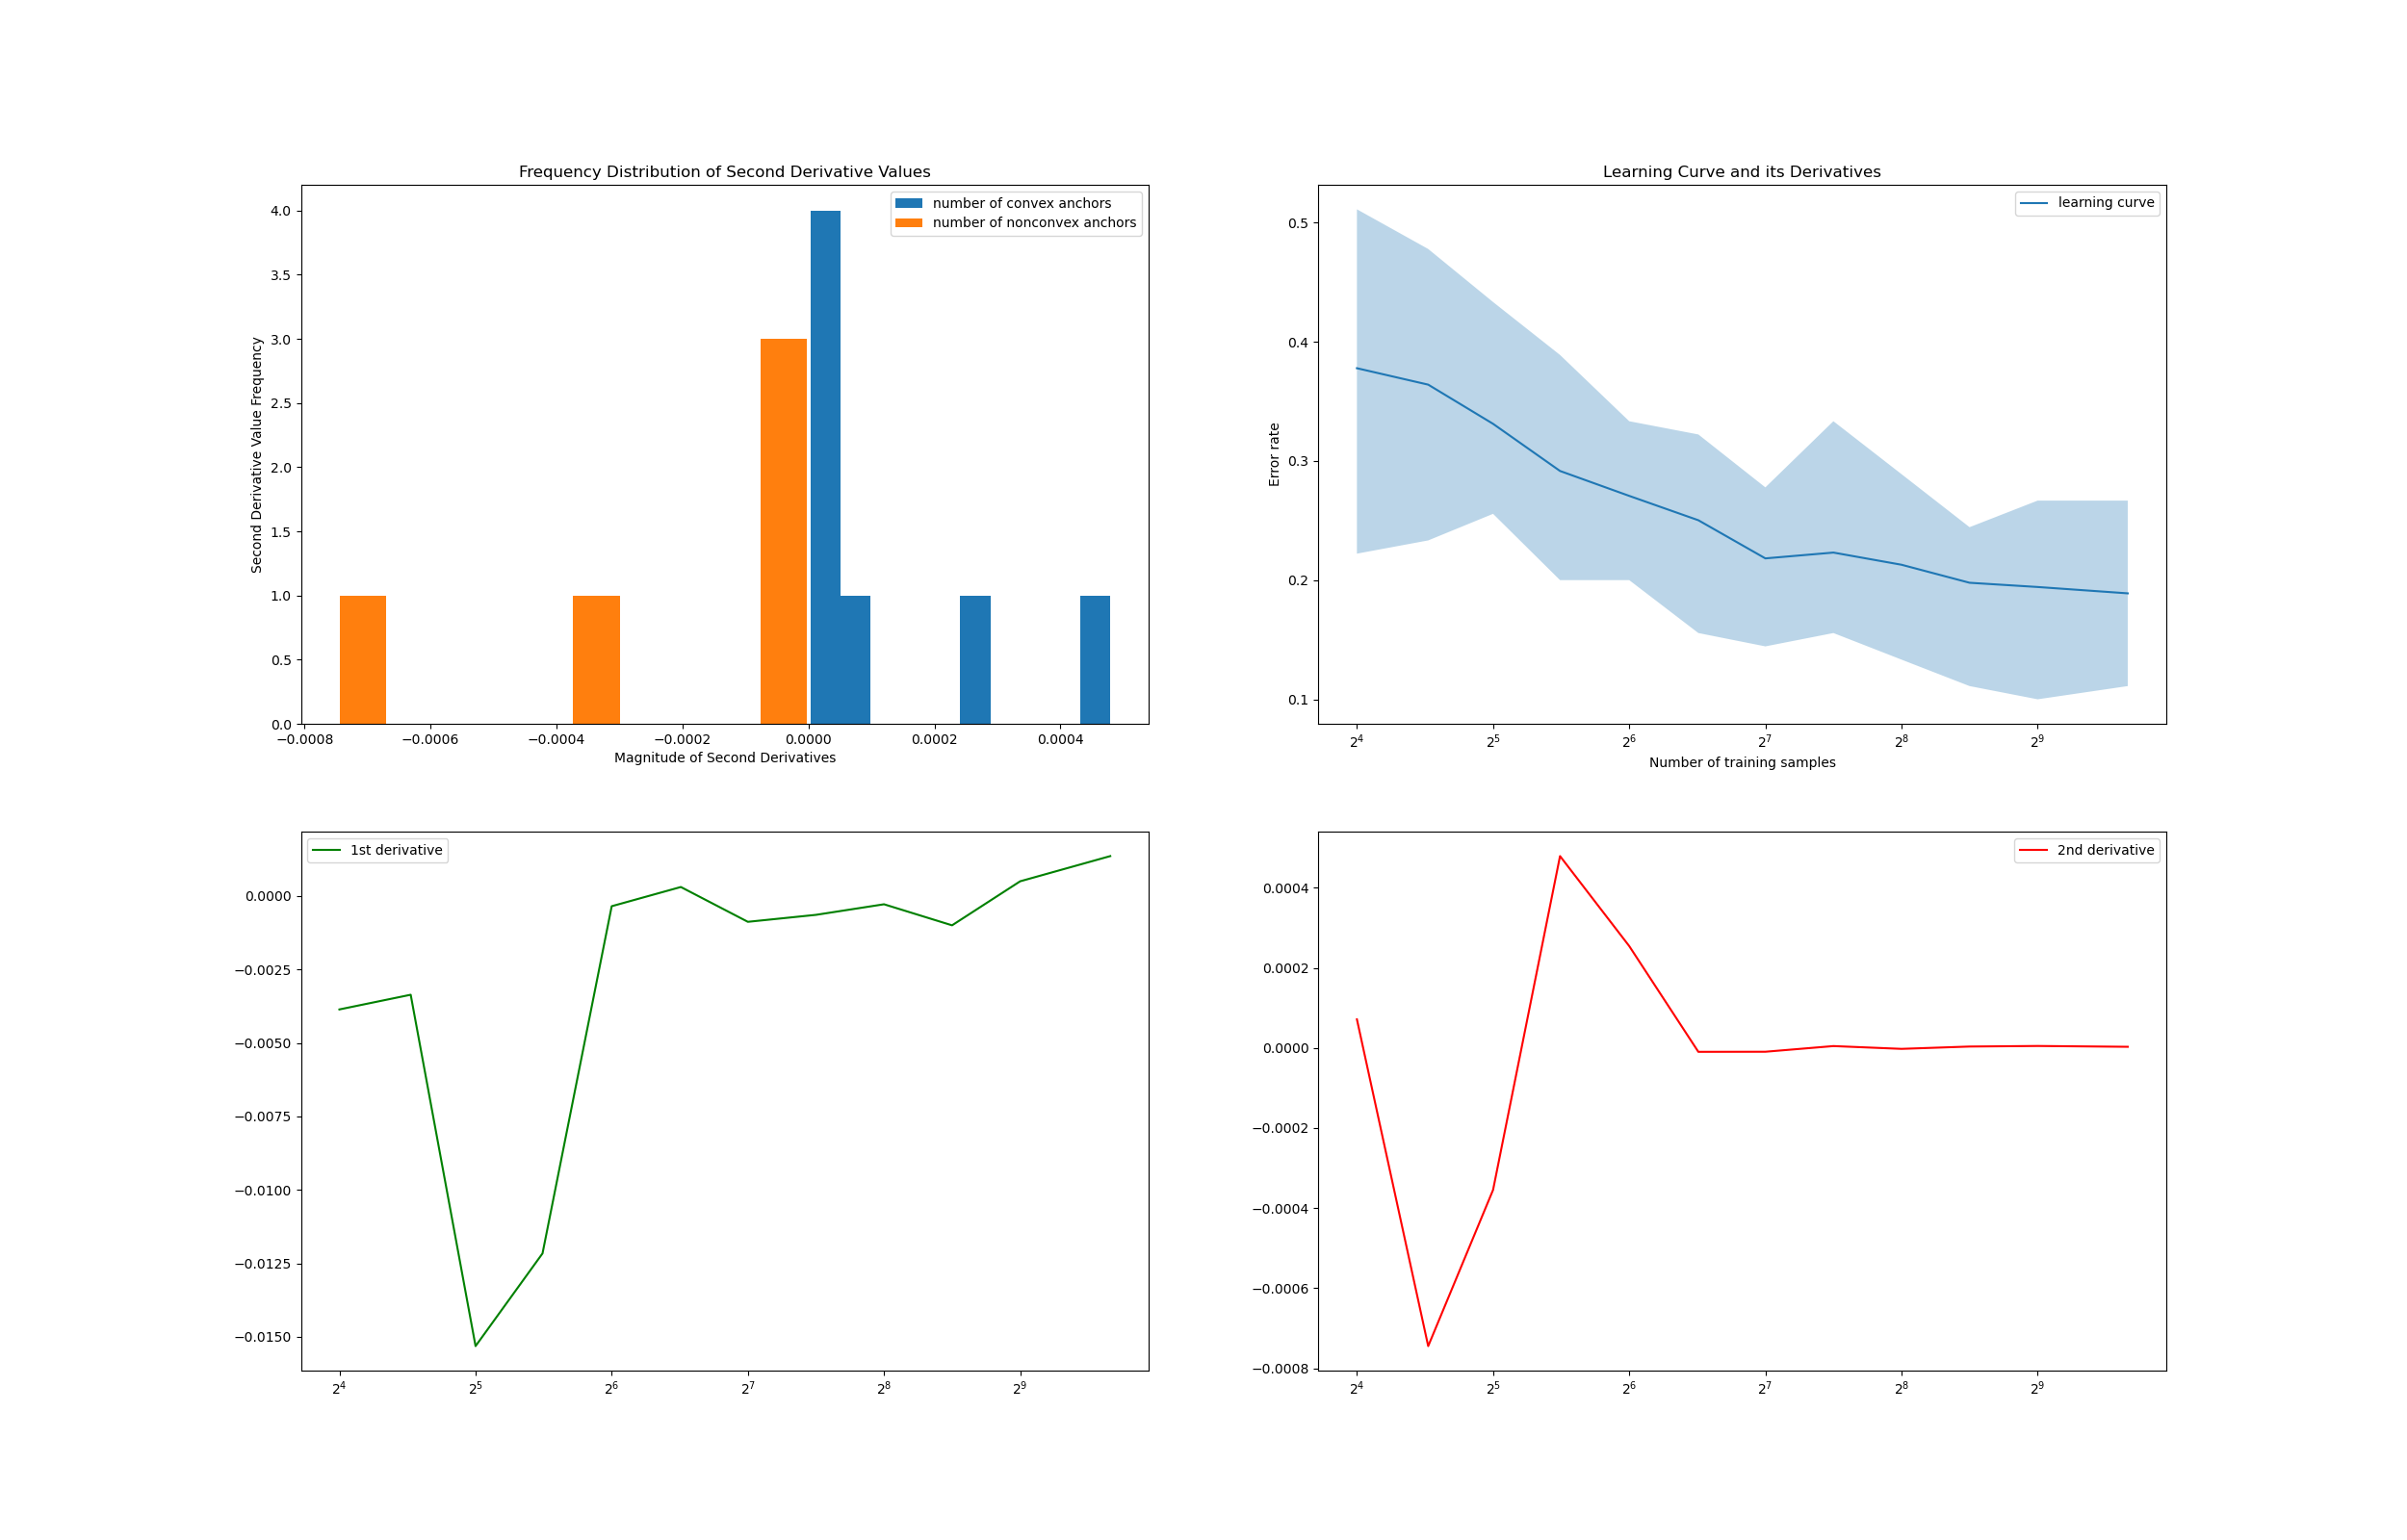 Frequency Distribution of Second Derivative Values
number of convex anchors
number of nonconvex anchors
4.0
3.5
3.0
2.5
2.0
1.5
1.0
0.5
0.0
Second Derivative Value Frequency
−0.0008 −0.0006 −0.0004 −0.0002 0.0000 0.0002 0.0004
Magnitude of Second Derivatives
Learning Curve and its Derivatives
learning curve
0.5
0.4
0.3
0.2
0.1
Error rate
2⁴ 2⁵ 2⁶ 2⁷ 2⁸ 2⁹
Number of training samples
1st derivative
0.0000
−0.0025
−0.0050
−0.0075
−0.0100
−0.0125
−0.0150
2⁴ 2⁵ 2⁶ 2⁷ 2⁸ 2⁹
2nd derivative
0.0004
0.0002
0.0000
−0.0002
−0.0004
−0.0006
−0.0008
2⁴ 2⁵ 2⁶ 2⁷ 2⁸ 2⁹